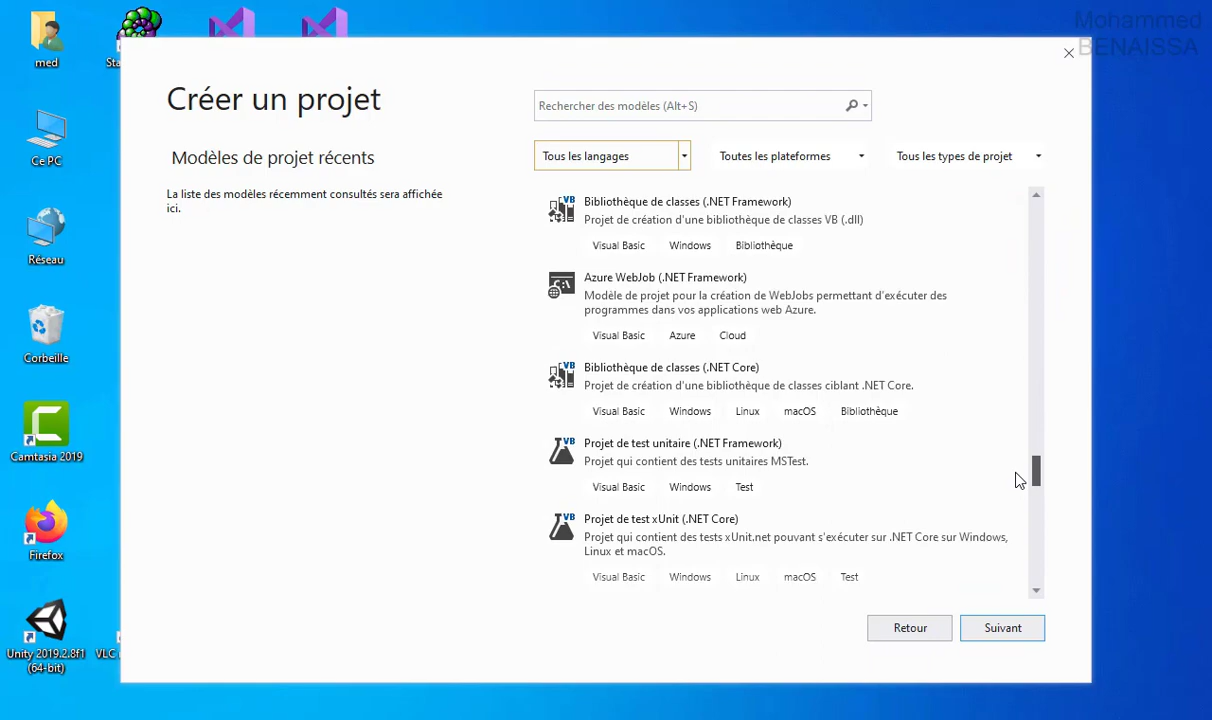 Mohammed
BENAISSA
med
Sta
Ce PC
Réseau
Corbeille
Camtasia 2019
Firefox
Unity 2019.2.8f1
(64-bit)
VLC
Créer un projet
Modèles de projet récents
La liste des modèles récemment consultés sera affichée
ici.
Rechercher des modèles (Alt+S)
Tous les langages
Toutes les plateformes
Tous les types de projet
Bibliothèque de classes (.NET Framework)
Projet de création d'une bibliothèque de classes VB (.dll)
Visual Basic Windows Bibliothèque
Azure WebJob (.NET Framework)
Modèle de projet pour la création de WebJobs permettant d'exécuter des
programmes dans vos applications web Azure.
Visual Basic Azure Cloud
Bibliothèque de classes (.NET Core)
Projet de création d'une bibliothèque de classes ciblant .NET Core.
Visual Basic Windows Linux macOS Bibliothèque
Projet de test unitaire (.NET Framework)
Projet qui contient des tests unitaires MSTest.
Visual Basic Windows Test
Projet de test xUnit (.NET Core)
Projet qui contient des tests xUnit.net pouvant s'exécuter sur .NET Core sur Windows,
Linux et macOS.
Visual Basic Windows Linux macOS Test
VB
VB
VB
VB
Retour
Suivant